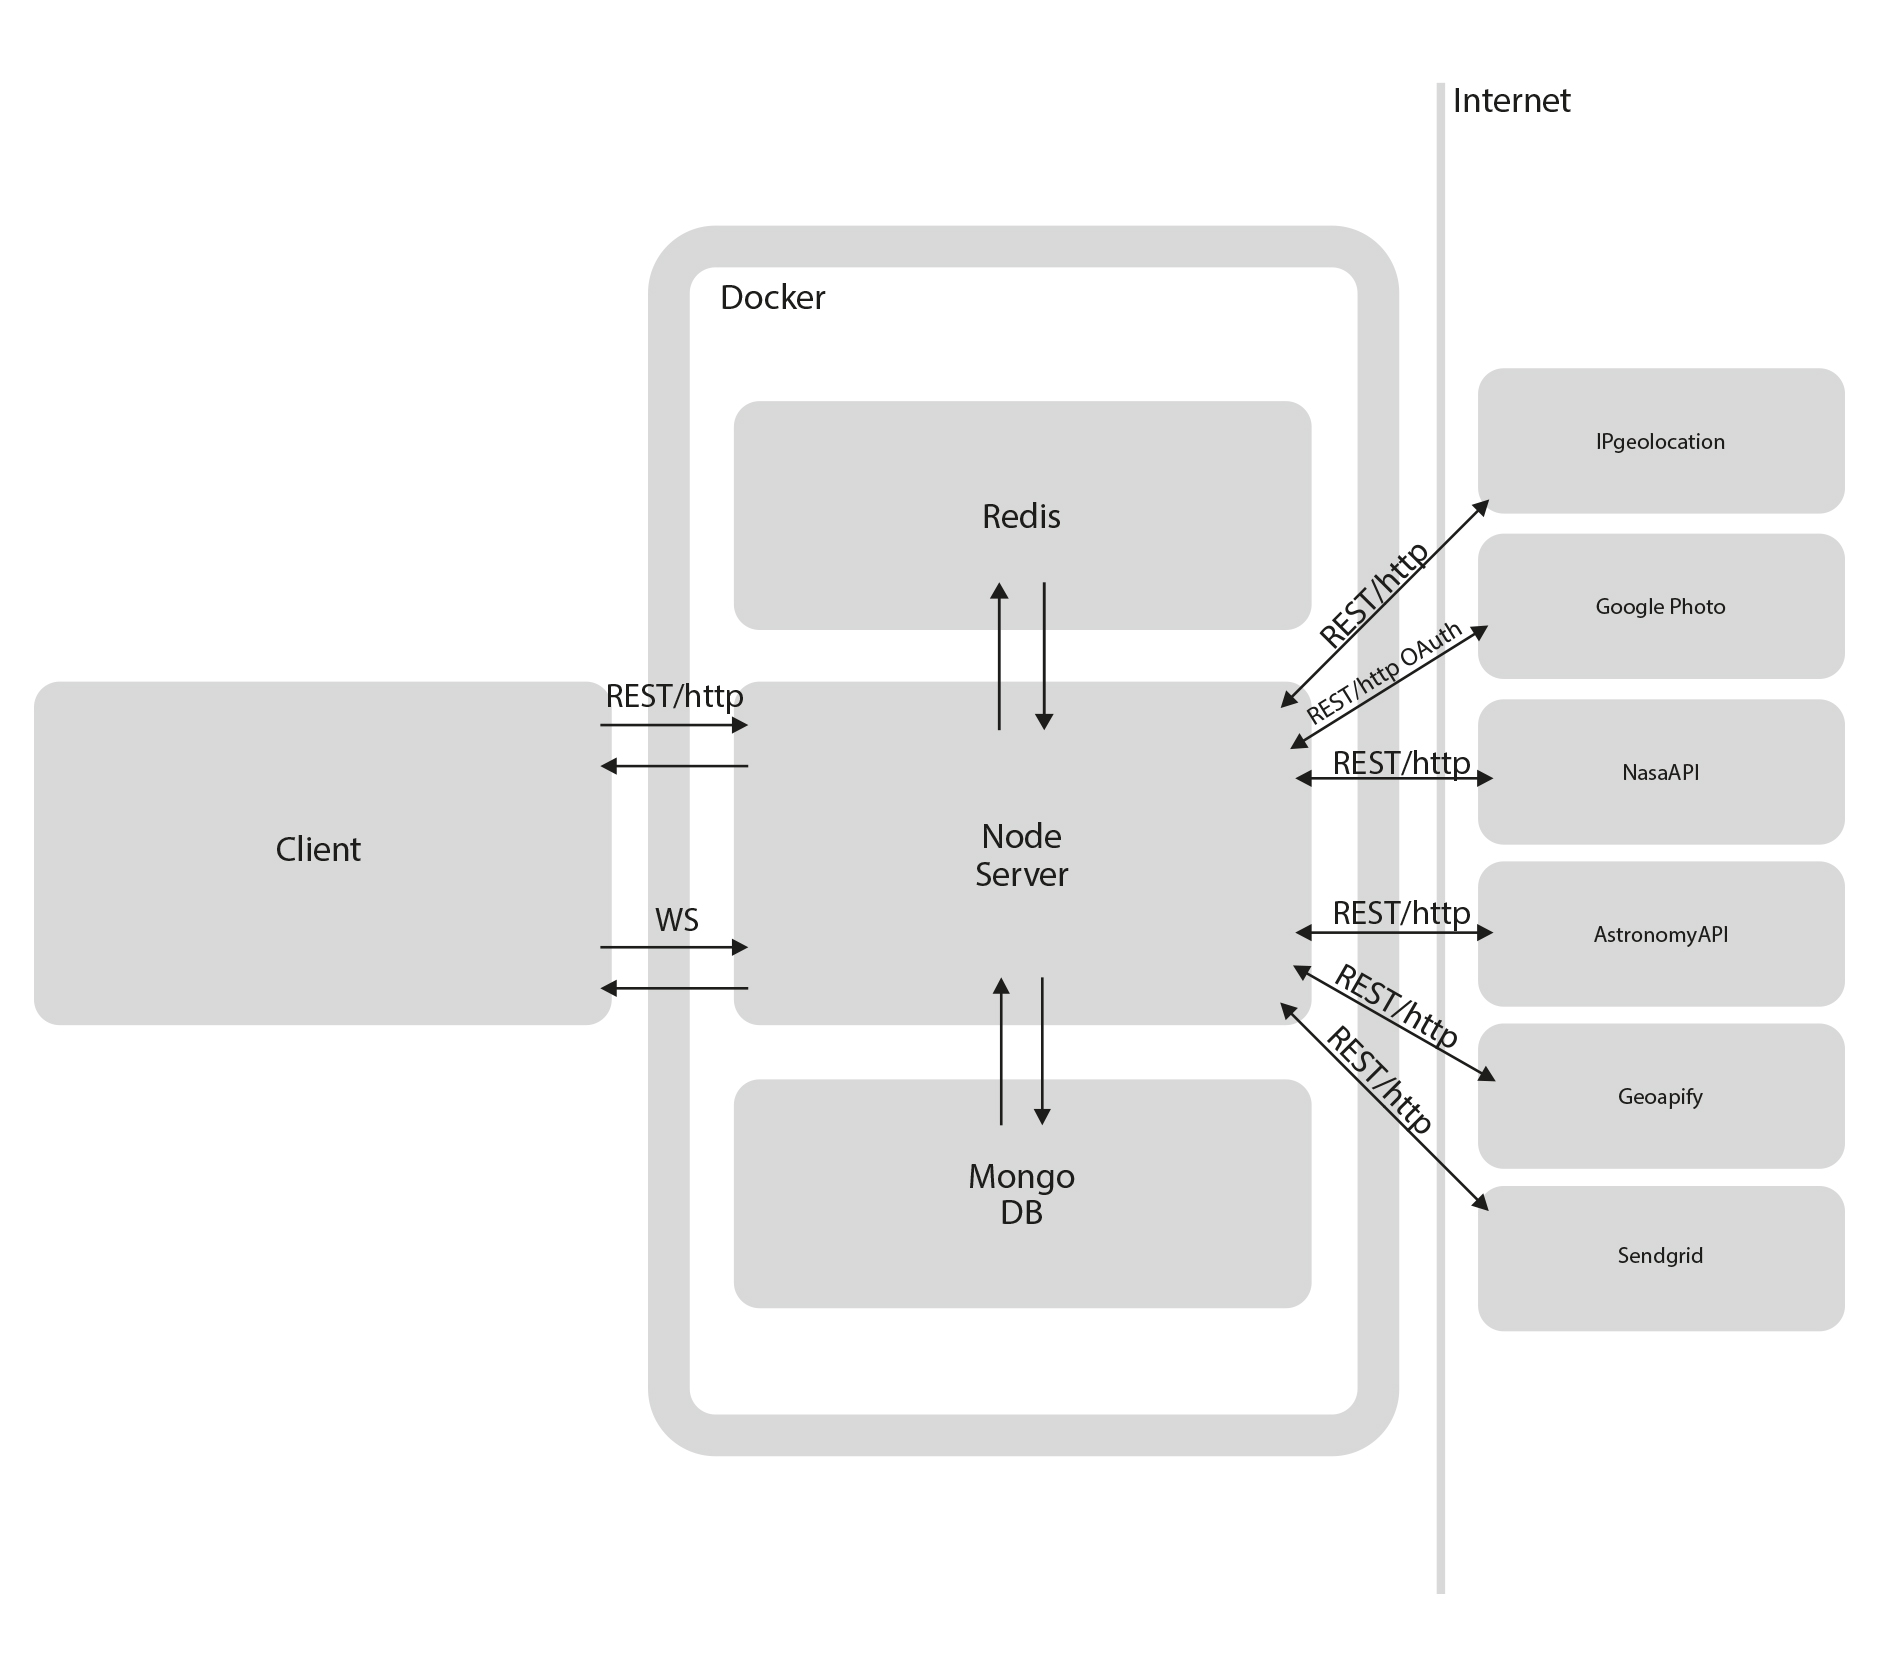 Internet
Docker
IPgeolocation
Redis
REST/http
Google Photo
REST/http OAuth
REST/http
REST/http
NasaAPI
Client
Node
Server
WS
REST/http
AstronomyAPI
REST/http
Geoapify
REST/http
Mongo
DB
Sendgrid